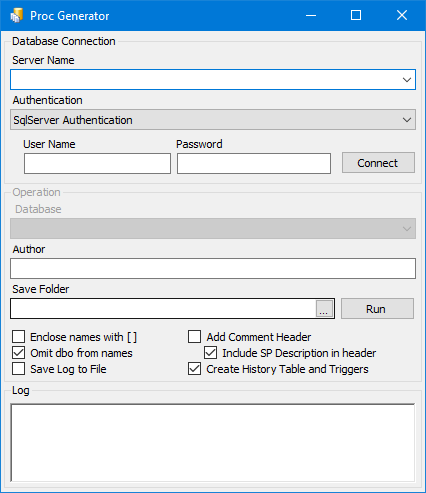 Proc Generator
Database Connection
Server Name
Authentication
SqlServer Authentication
User Name Password
Connect
Operation
Database
Author
Save Folder
... Run
Enclose names with [ ] Add Comment Header
Omit dbo from names Include SP Description in header
Save Log to File Create History Table and Triggers
Log